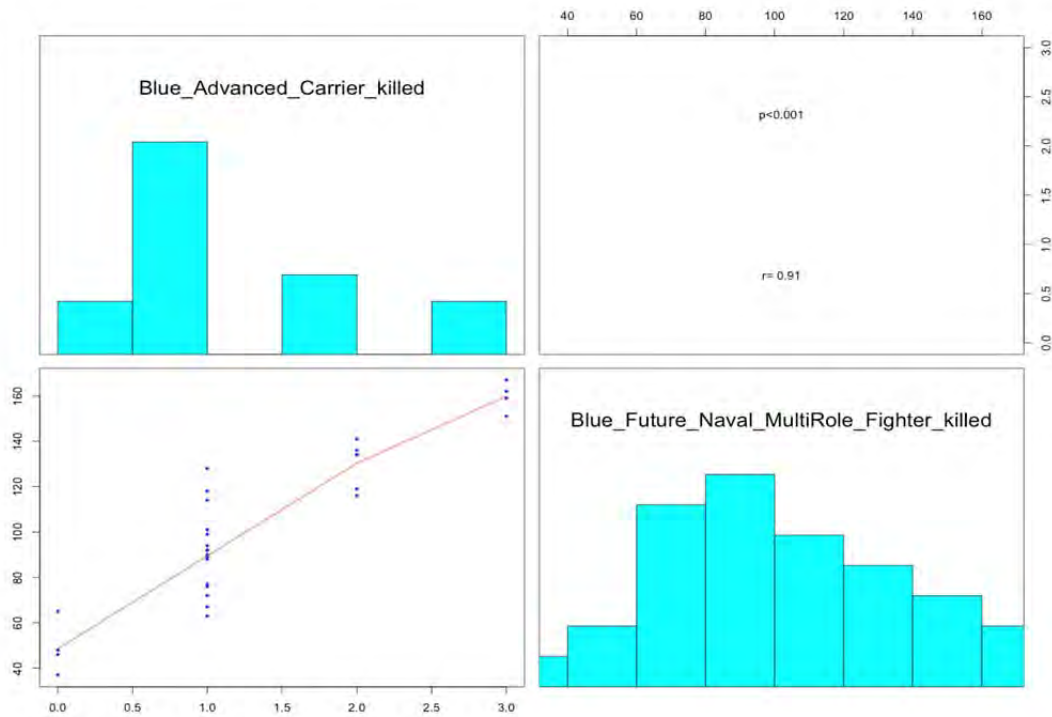 40 60 80 100 120 140 160
Blue_Advanced_Carrier_killed
p<0.001
r= 0.91
0.0 0.5 1.0 1.5 2.0 2.5 3.0
40 60 80 100 120 140 160
Blue_Future_Naval_MultiRole_Fighter_killed
0.0 0.5 1.0 1.5 2.0 2.5 3.0